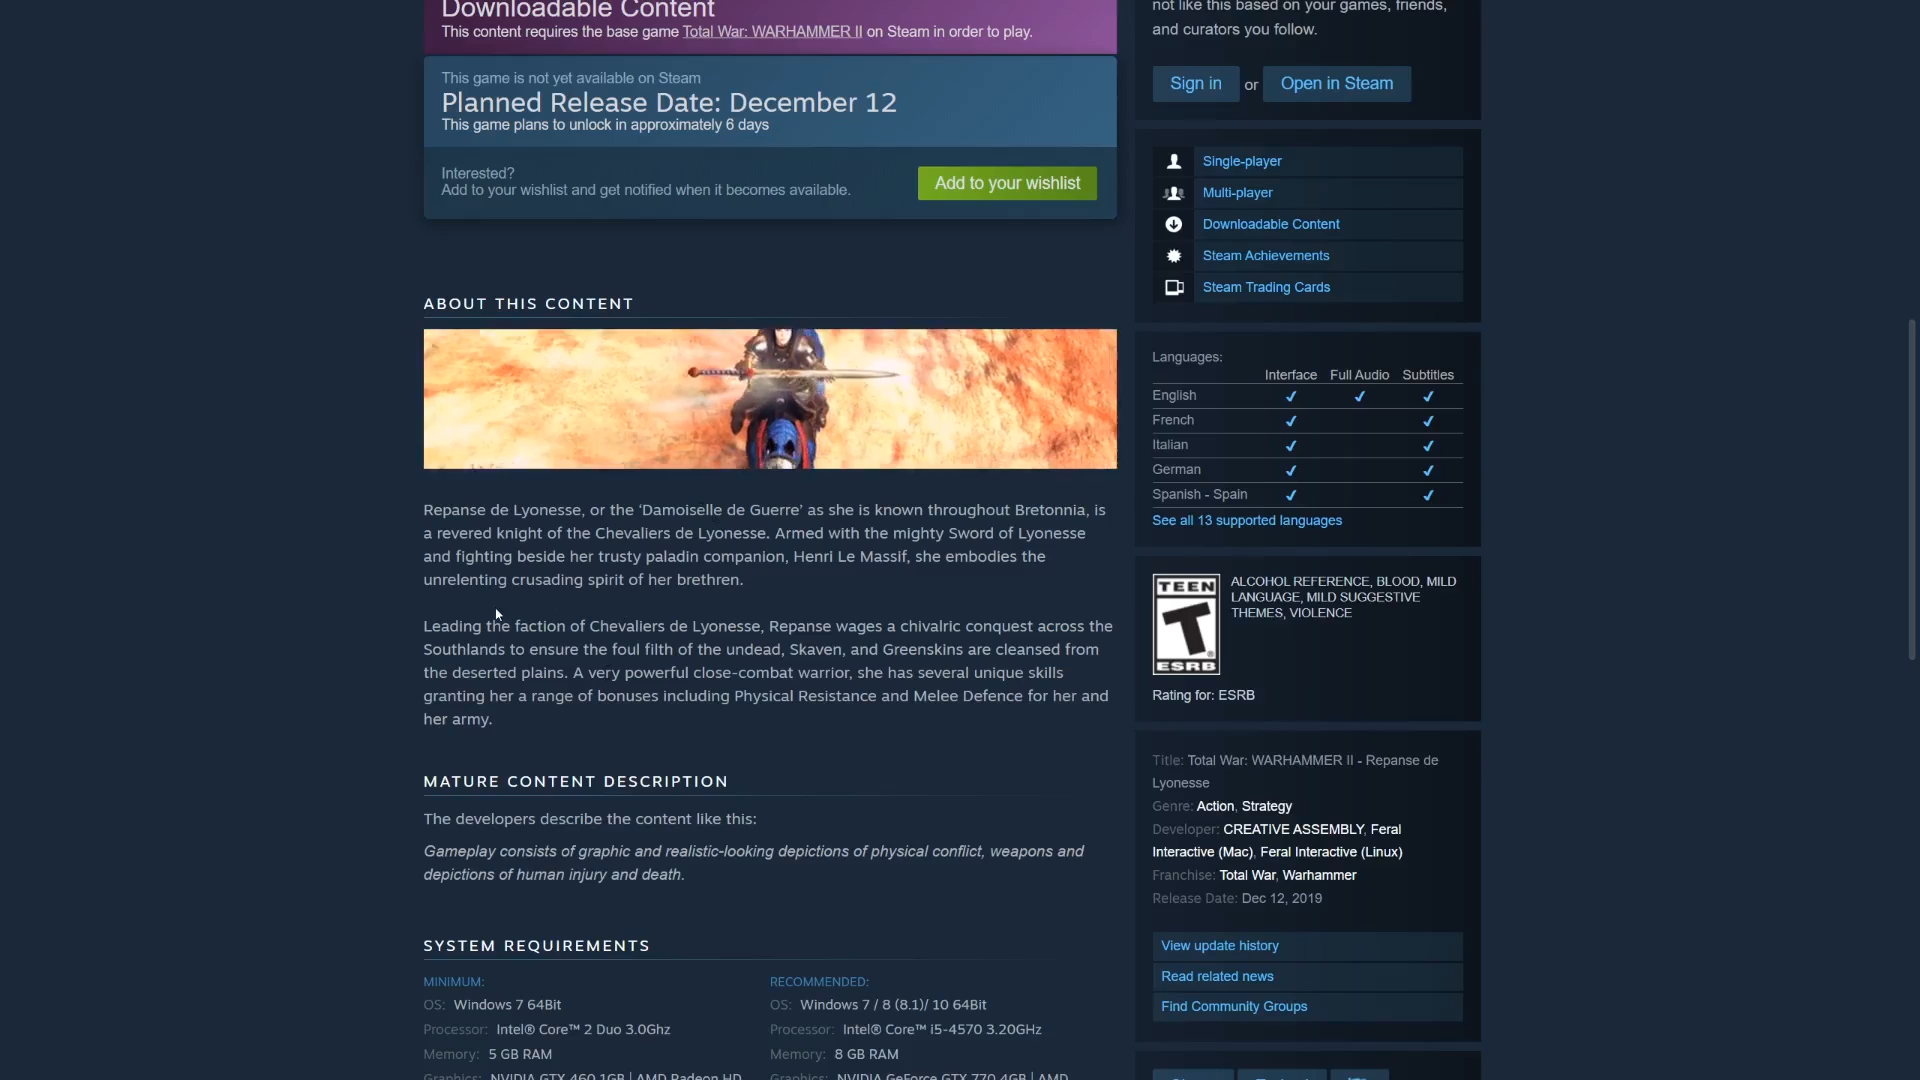 Downloadable Content
This content requires the base game Total War: WARHAMMER II on Steam in order to play.
This game is not yet available on Steam
Planned Release Date: December 12
This game plans to unlock in approximately 6 days
Interested?
Add to your wishlist and get notified when it becomes available.
Add to your wishlist
ABOUT THIS CONTENT
Repanse de Lyonesse, or the ‘Damoiselle de Guerre’ as she is known throughout Bretonnia, is
a revered knight of the Chevaliers de Lyonesse. Armed with the mighty Sword of Lyonesse
and fighting beside her trusty paladin companion, Henri Le Massif, she embodies the
unrelenting crusading spirit of her brethren.
Leading the faction of Chevaliers de Lyonesse, Repanse wages a chivalric conquest across the
Southlands to ensure the foul filth of the undead, Skaven, and Greenskins are cleansed from
the deserted plains. A very powerful close-combat warrior, she has several unique skills
granting her a range of bonuses including Physical Resistance and Melee Defence for her and
her army.
MATURE CONTENT DESCRIPTION
The developers describe the content like this:
Gameplay consists of graphic and realistic-looking depictions of physical conflict, weapons and
depictions of human injury and death.
SYSTEM REQUIREMENTS
MINIMUM:
OS: Windows 7 64Bit
Processor: Intel® Core™ 2 Duo 3.0Ghz
Memory: 5 GB RAM
Graphics: NVIDIA GTX 460 1GB | AMD Radeon HD
RECOMMENDED:
OS: Windows 7 / 8 (8.1)/ 10 64Bit
Processor: Intel® Core™ i5-4570 3.20GHz
Memory: 8 GB RAM
Graphics: NVIDIA GeForce GTX 770 4GB | AMD
not like this based on your games, friends,
and curators you follow.
Sign in or Open in Steam
Single-player
Multi-player
Downloadable Content
Steam Achievements
Steam Trading Cards
Languages:
Interface Full Audio Subtitles
English ✔ ✔ ✔
French ✔ ✔
Italian ✔ ✔
German ✔ ✔
Spanish - Spain ✔ ✔
See all 13 supported languages
TEEN
T
ESRB
ALCOHOL REFERENCE, BLOOD, MILD
LANGUAGE, MILD SUGGESTIVE
THEMES, VIOLENCE
Rating for: ESRB
Title: Total War: WARHAMMER II - Repanse de
Lyonesse
Genre: Action, Strategy
Developer: CREATIVE ASSEMBLY, Feral
Interactive (Mac), Feral Interactive (Linux)
Franchise: Total War, Warhammer
Release Date: Dec 12, 2019
View update history
Read related news
Find Community Groups